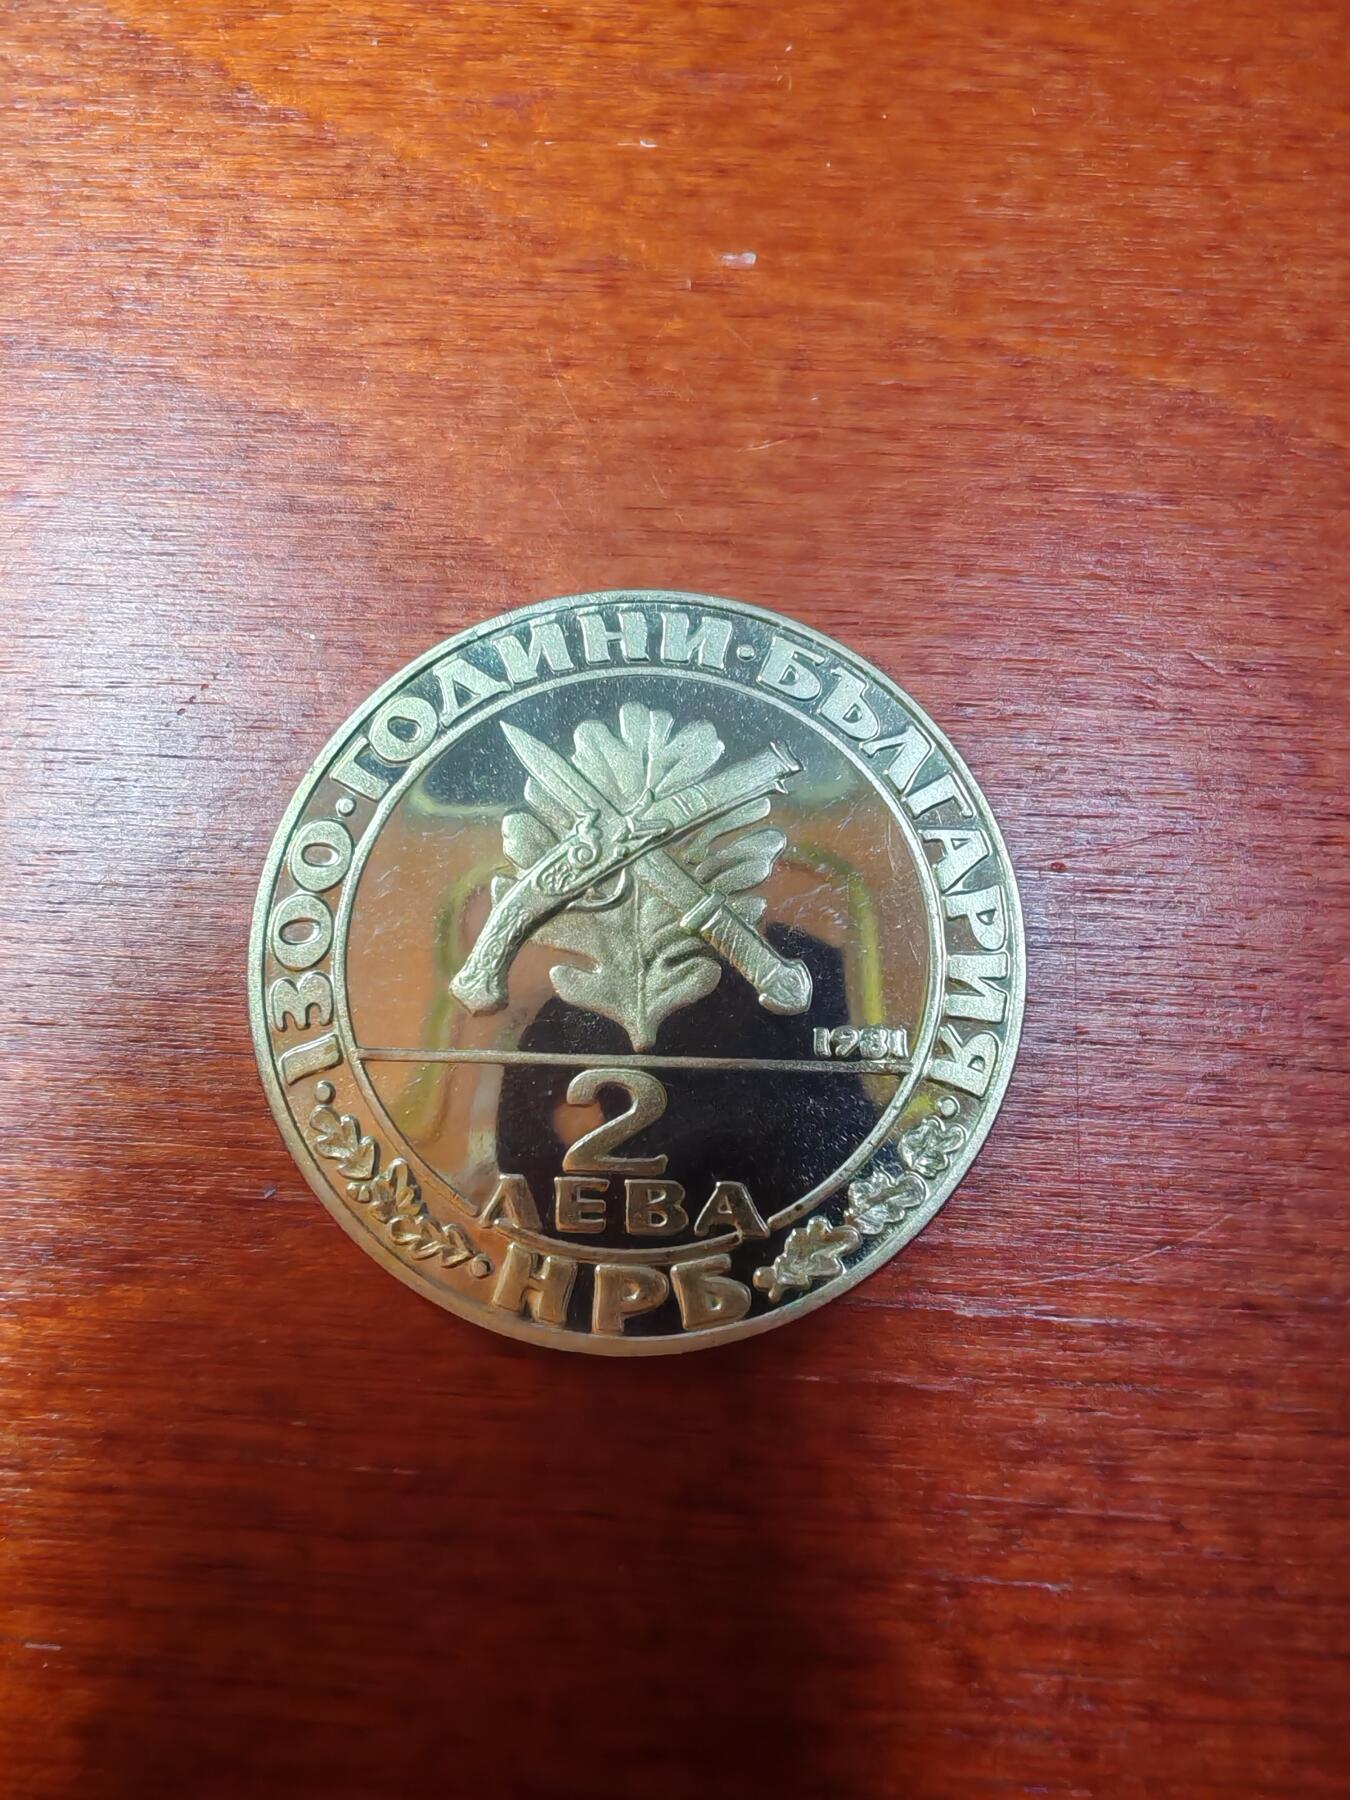 · 1300 · ГОДИНИ · БЪЛГАРИЯ ·
1981
2
ЛЕВА
· НРБ ·